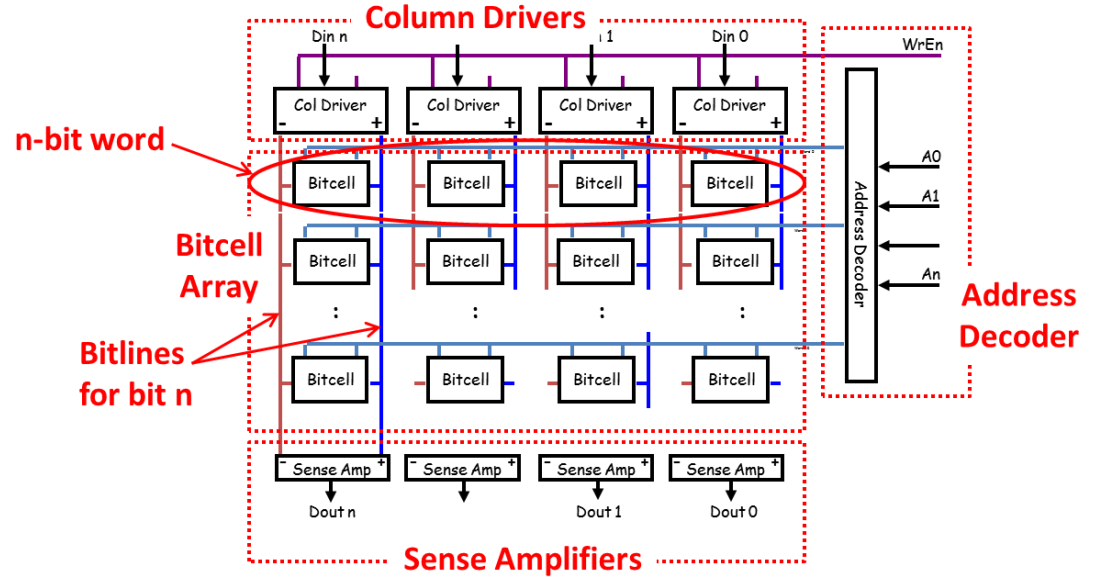 Column Drivers
Din n
1
Din 0
WrEn
Col Driver
- +
Col Driver
- +
Col Driver
- +
Col Driver
- +
n-bit word
Bitcell
Bitcell
Bitcell
Bitcell
A0
A1
An
Address Decoder
Bitcell
Array
Bitcell
Bitcell
Bitcell
Bitcell
:
:
:
:
Address
Decoder
Bitlines
for bit n
Bitcell
Bitcell
Bitcell
Bitcell
- Sense Amp +
- Sense Amp +
- Sense Amp +
- Sense Amp +
Dout n
Dout 1
Dout 0
Sense Amplifiers